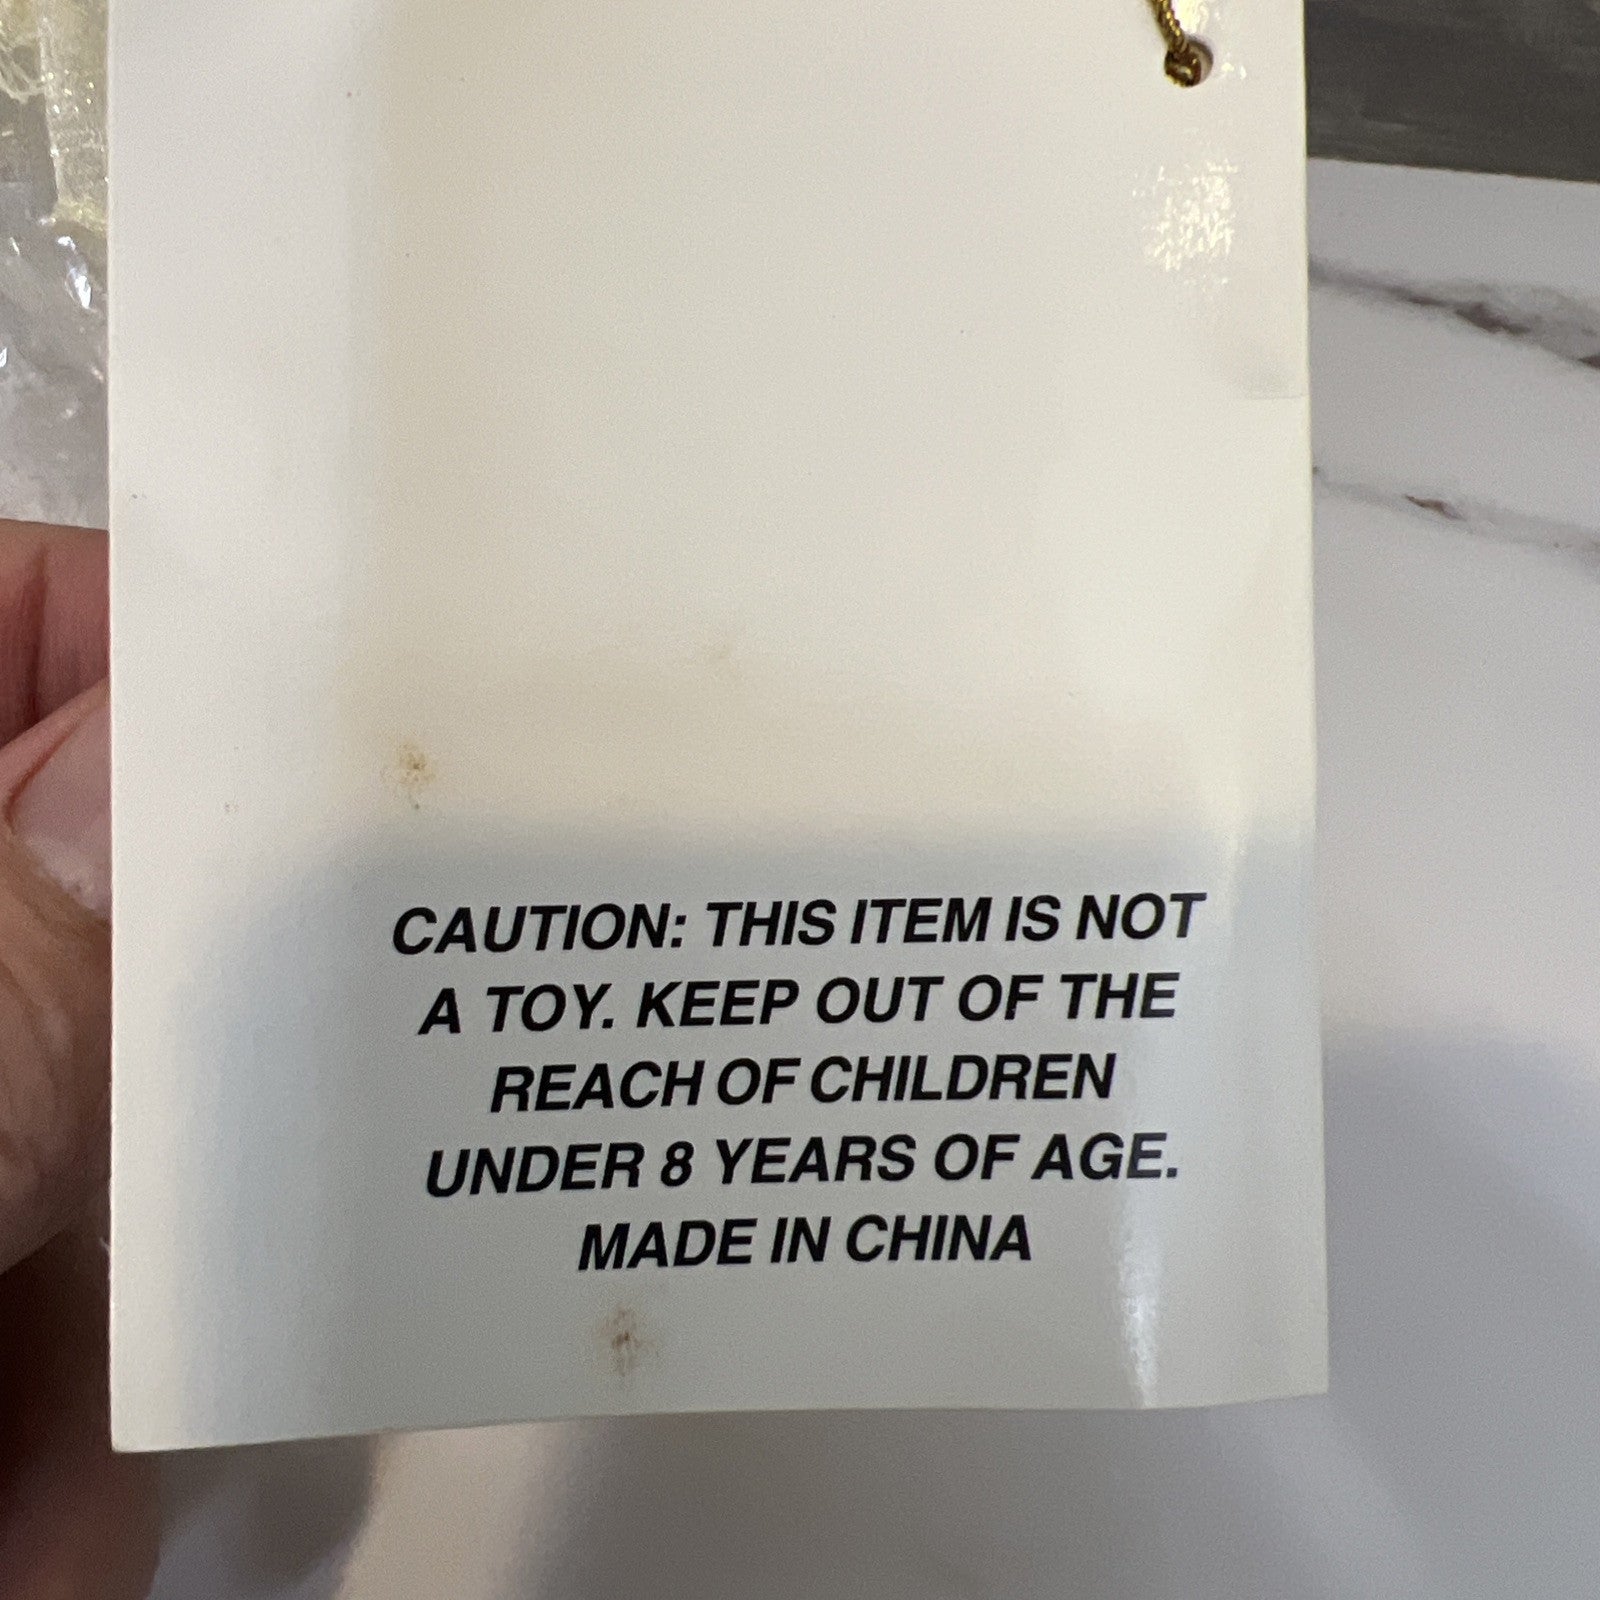 CAUTION: THIS ITEM IS NOT
A TOY. KEEP OUT OF THE
REACH OF CHILDREN
UNDER 8 YEARS OF AGE.
MADE IN CHINA